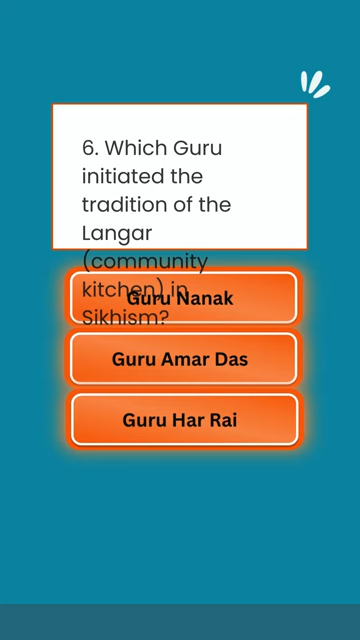 6. Which Guru
initiated the
tradition of the
Langar
(community
kitchen) in
Sikhism?
Guru Nanak
Guru Amar Das
Guru Har Rai